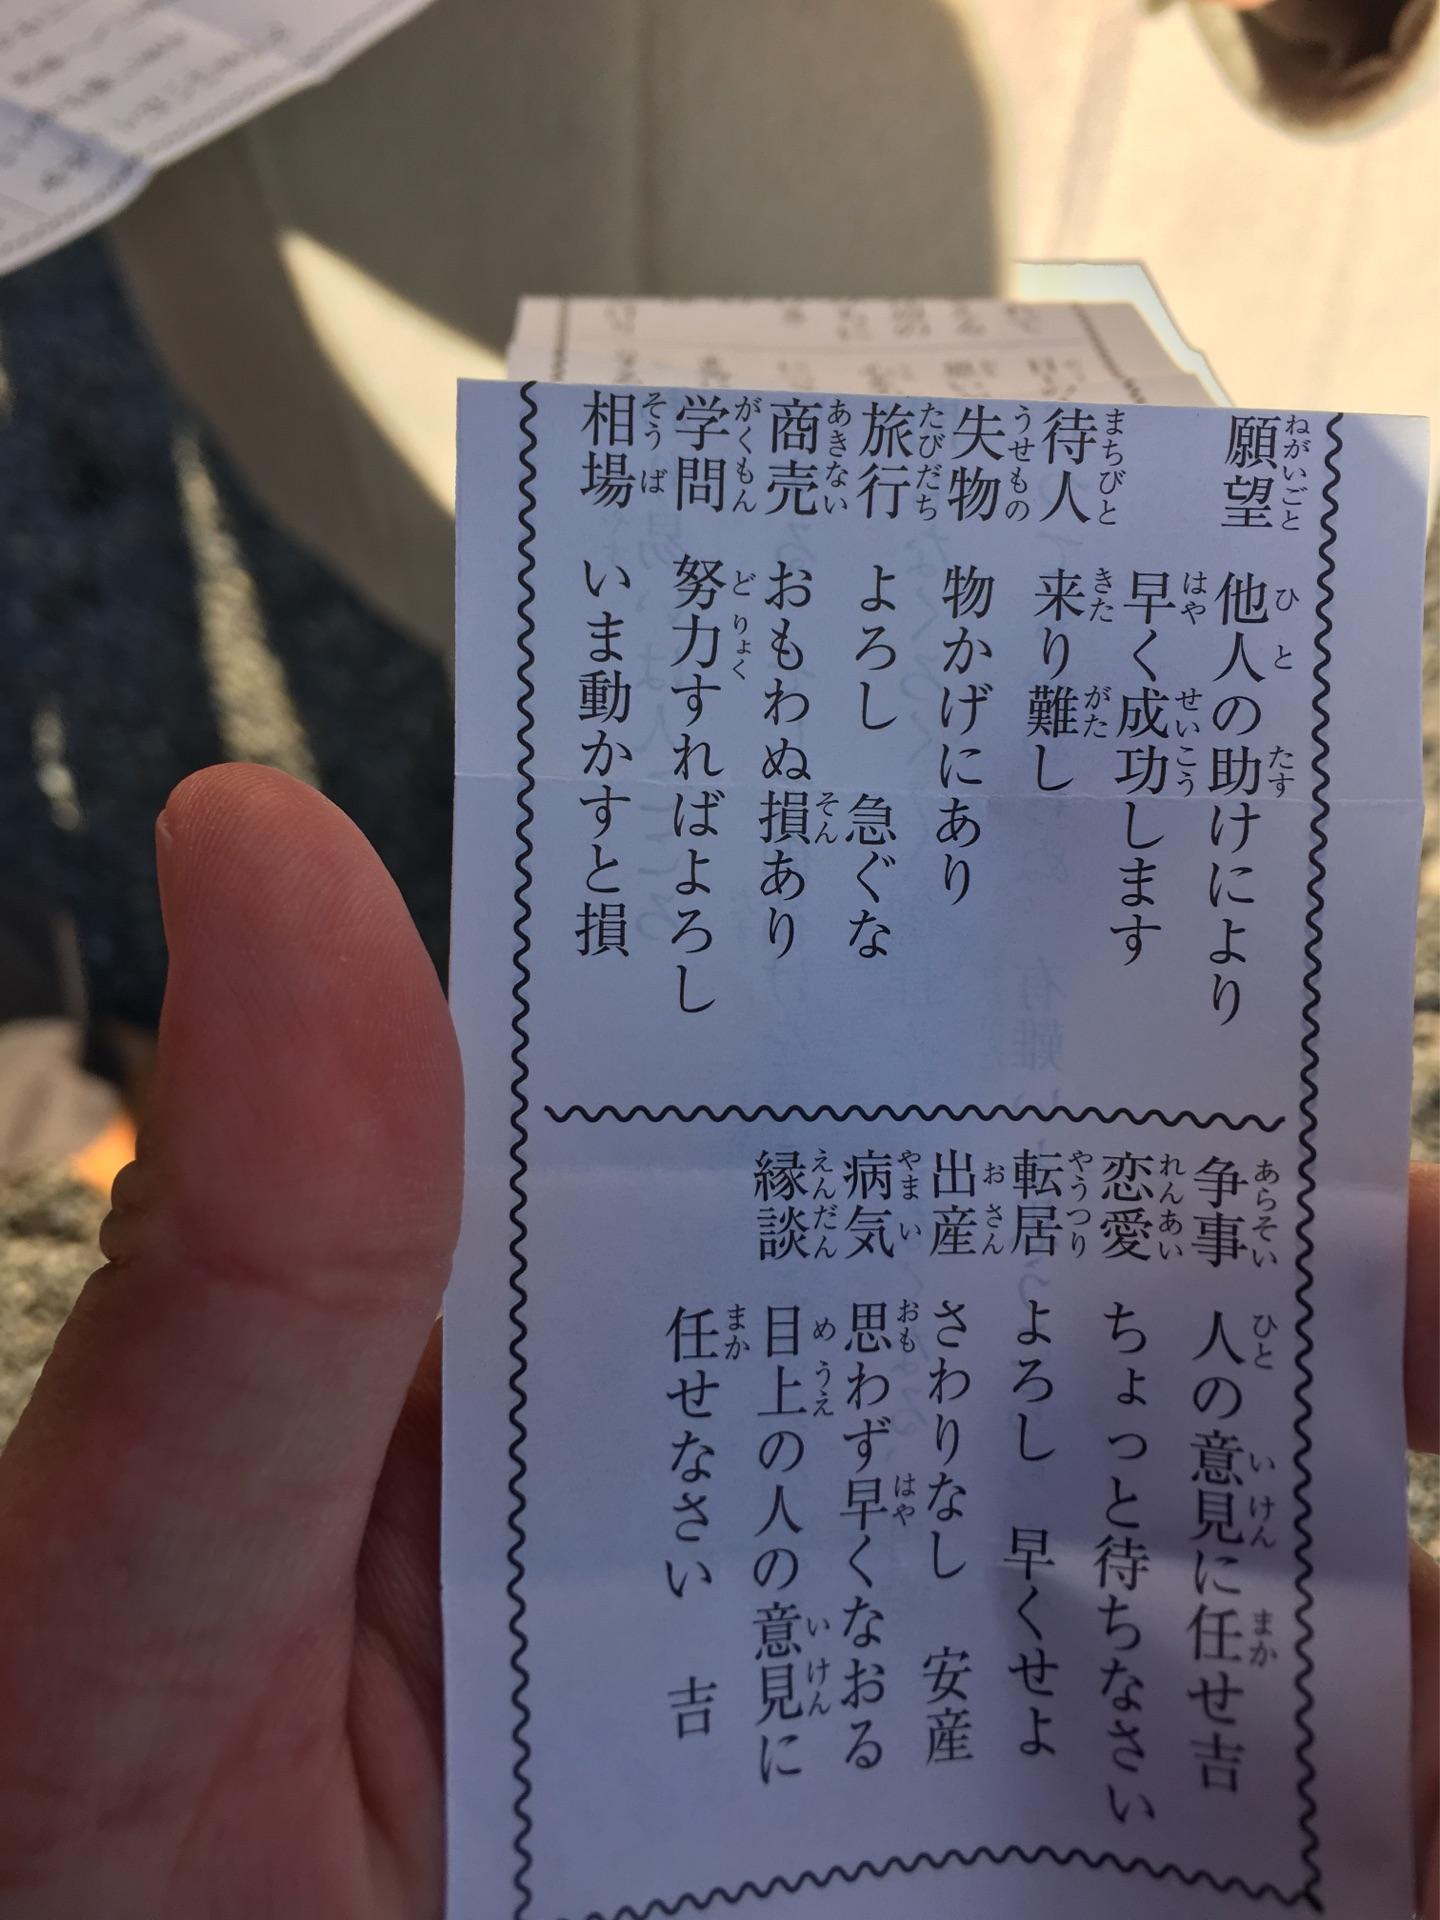 願望 他人の助けにより
早く成功します
待人 来り難し
失物 物かげにあり
旅行 よろし 急ぐな
商売 おもわぬ損あり
学問 努力すればよろし
相場 いま動かすと損
争事 人の意見に任せ吉
恋愛 ちょっと待ちなさい
転居 よろし 早くせよ
出産 さわりなし 安産
病気 思わず早くなおる
縁談 目上の人の意見に
任せなさい 吉